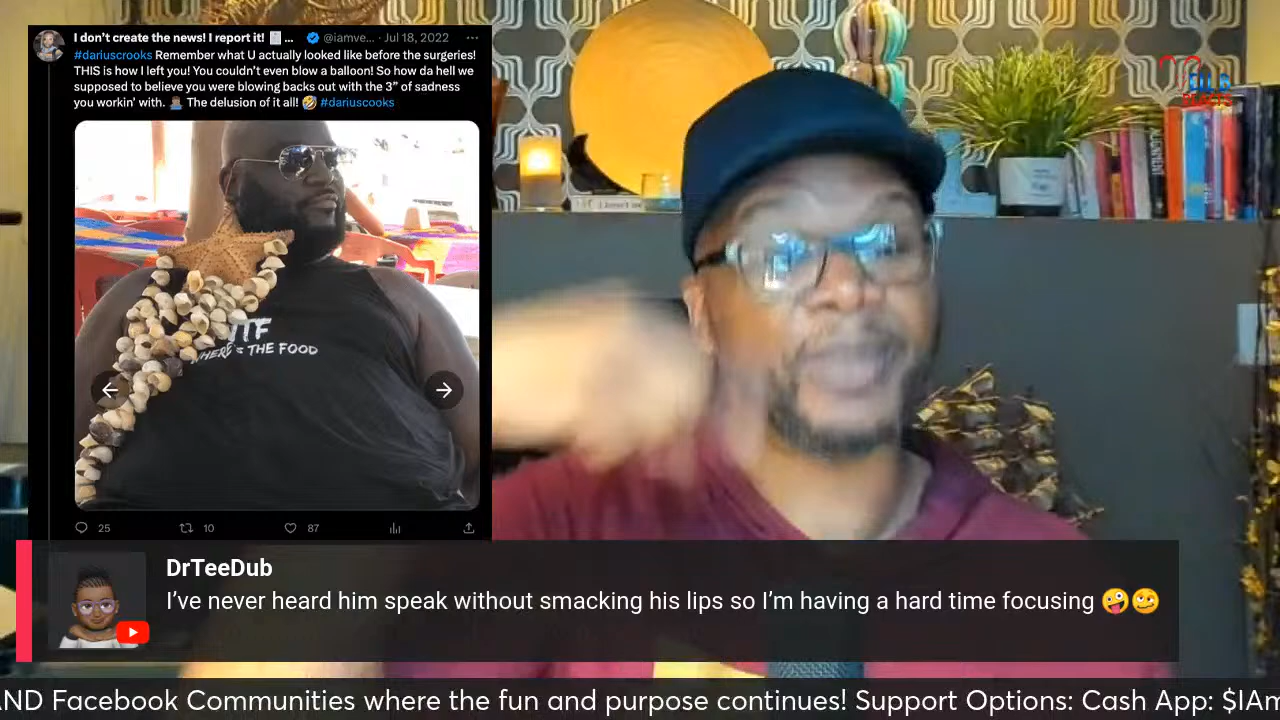 I don't create the news! I report it! ... @iamve... · Jul 18, 2022 ...
#dariuscrooks Remember what U actually looked like before the surgeries!
THIS is how I left you! You couldn't even blow a balloon! So how da hell we
supposed to believe you were blowing backs out with the 3" of sadness
you workin' with. 🤷🏾‍♂️ The delusion of it all! 🤣 #dariuscooks
WHERE'S THE FOOD
25 10 87
DrTeeDub
I've never heard him speak without smacking his lips so I'm having a hard time focusing 🤪🥴
AND Facebook Communities where the fun and purpose continues! Support Options: Cash App: $IAm